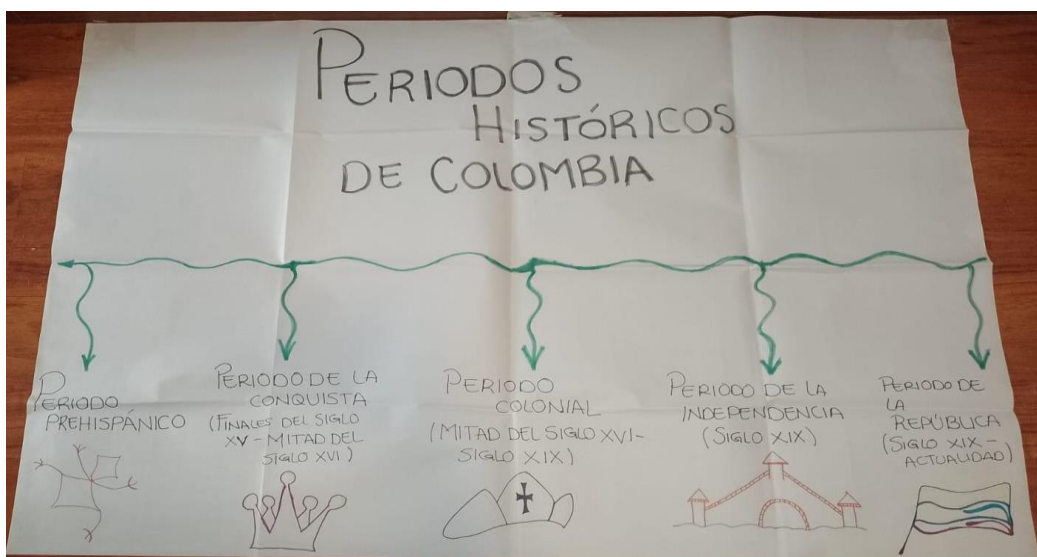 PERIODOS
HISTÓRICOS
DE COLOMBIA
PERIODO
PREHISPÁNICO
PERIODO DE LA
CONQUISTA
(FINALES DEL SIGLO
XV - MITAD DEL
SIGLO XVI)
PERIODO
COLONIAL
(MITAD DEL SIGLO XVI-
SIGLO XIX)
PERIODO DE LA
INDEPENDENCIA
(SIGLO XIX)
PERIODO DE
LA
REPÚBLICA
(SIGLO XIX-
ACTUALIDAD)